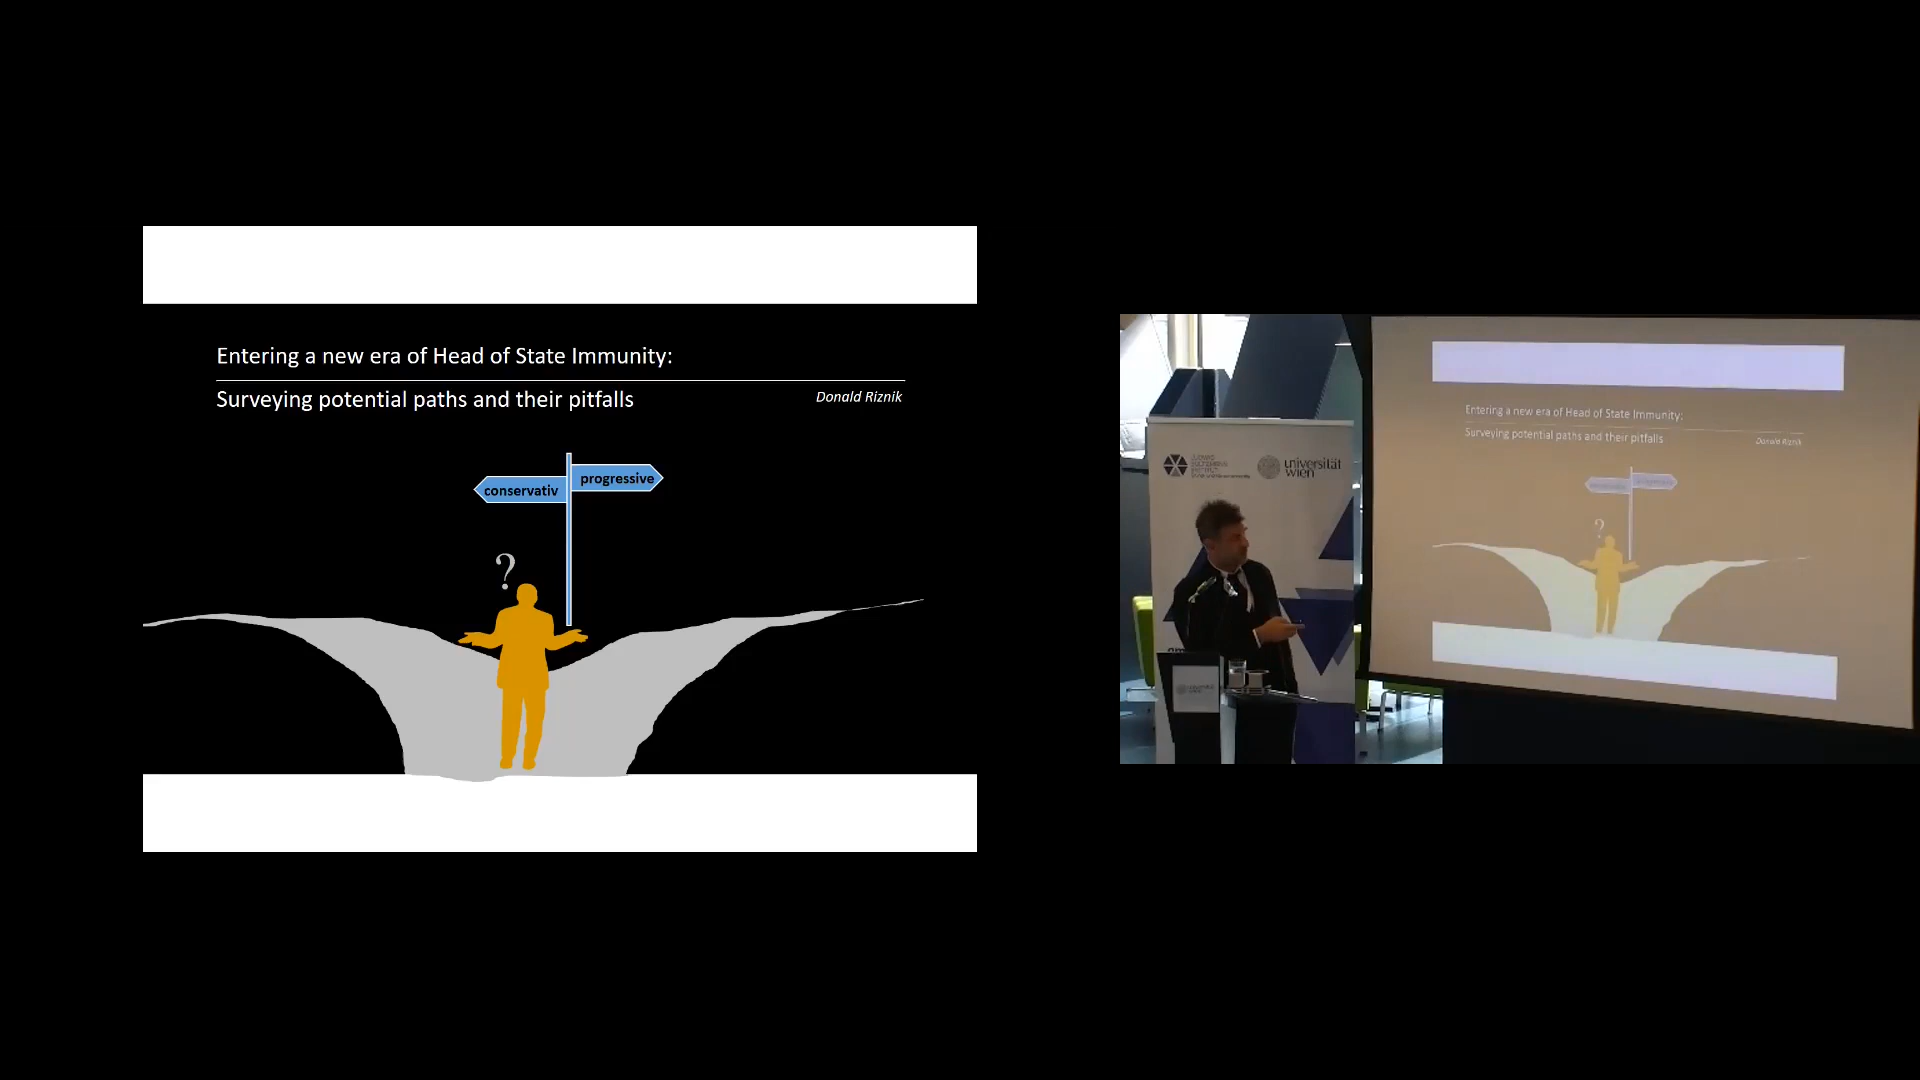 Entering a new era of Head of State Immunity:
Surveying potential paths and their pitfalls
Donald Riznik
conservativ
progressive
?
universität
wien
Entering a new era of Head of State Immunity:
Surveying potential paths and their pitfalls
Donald Riznik
?